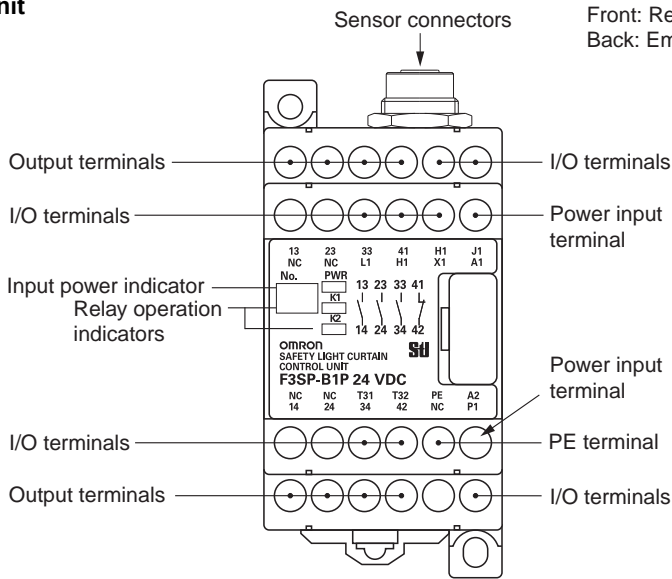 nit
Sensor connectors
Front: Re
Back: Em
Output terminals
I/O terminals
I/O terminals
Power input
terminal
13 23 33 41 H1 J1
NC NC L1 H1 X1 A1
No. PWR
13 23 33 41
K1
K2
14 24 34 42
Input power indicator
Relay operation
indicators
OMRON
SAFETY LIGHT CURTAIN
CONTROL UNIT
F3SP-B1P 24 VDC
Sti
NC NC T31 T32 PE A2
14 24 34 42 NC P1
Power input
terminal
I/O terminals
PE terminal
Output terminals
I/O terminals